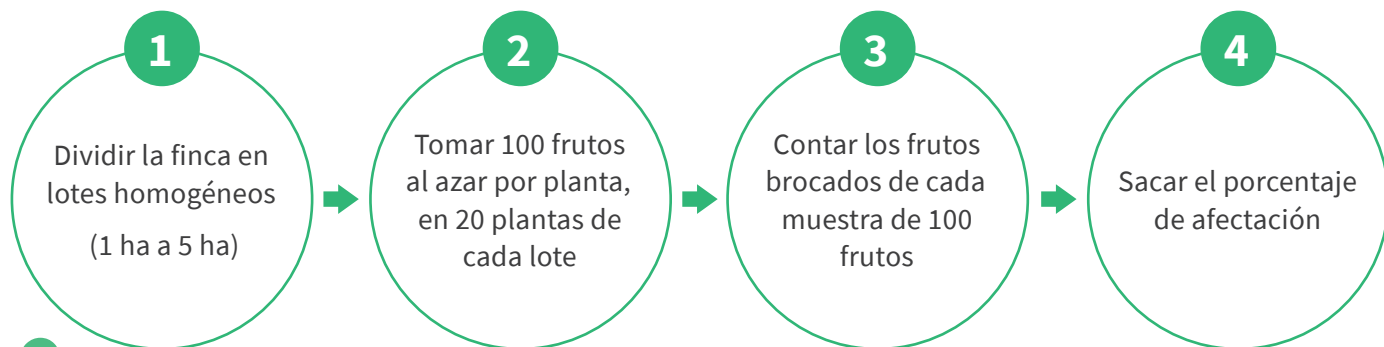 1
Dividir la finca en
lotes homogéneos
(1 ha a 5 ha)
2
Tomar 100 frutos
al azar por planta,
en 20 plantas de
cada lote
3
Contar los frutos
brocados de cada
muestra de 100
frutos
4
Sacar el porcentaje
de afectación